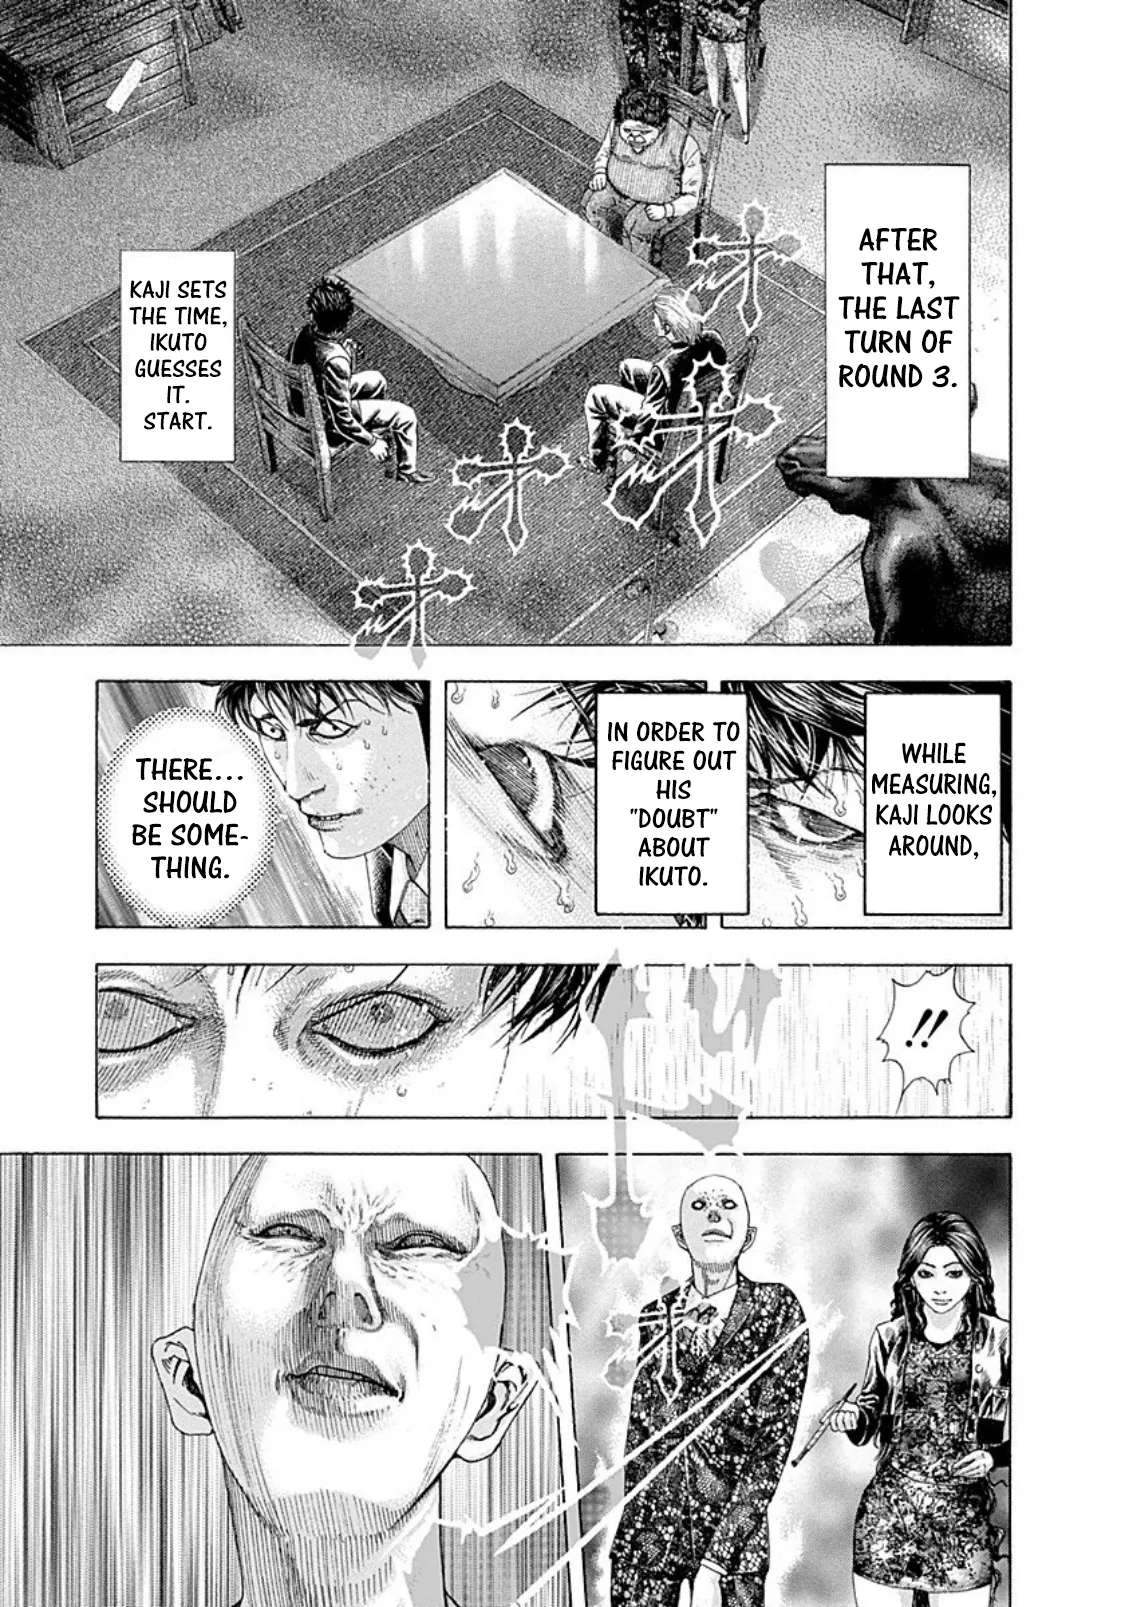 AFTER
THAT,
THE LAST
TURN OF
ROUND 3.
KAJI SETS
THE TIME,
IKUTO
GUESSES
IT.
START.
WHILE
MEASURING,
KAJI LOOKS
AROUND,
IN ORDER TO
FIGURE OUT
HIS
"DOUBT"
ABOUT
IKUTO.
THERE...
SHOULD
BE SOME-
THING.
!!